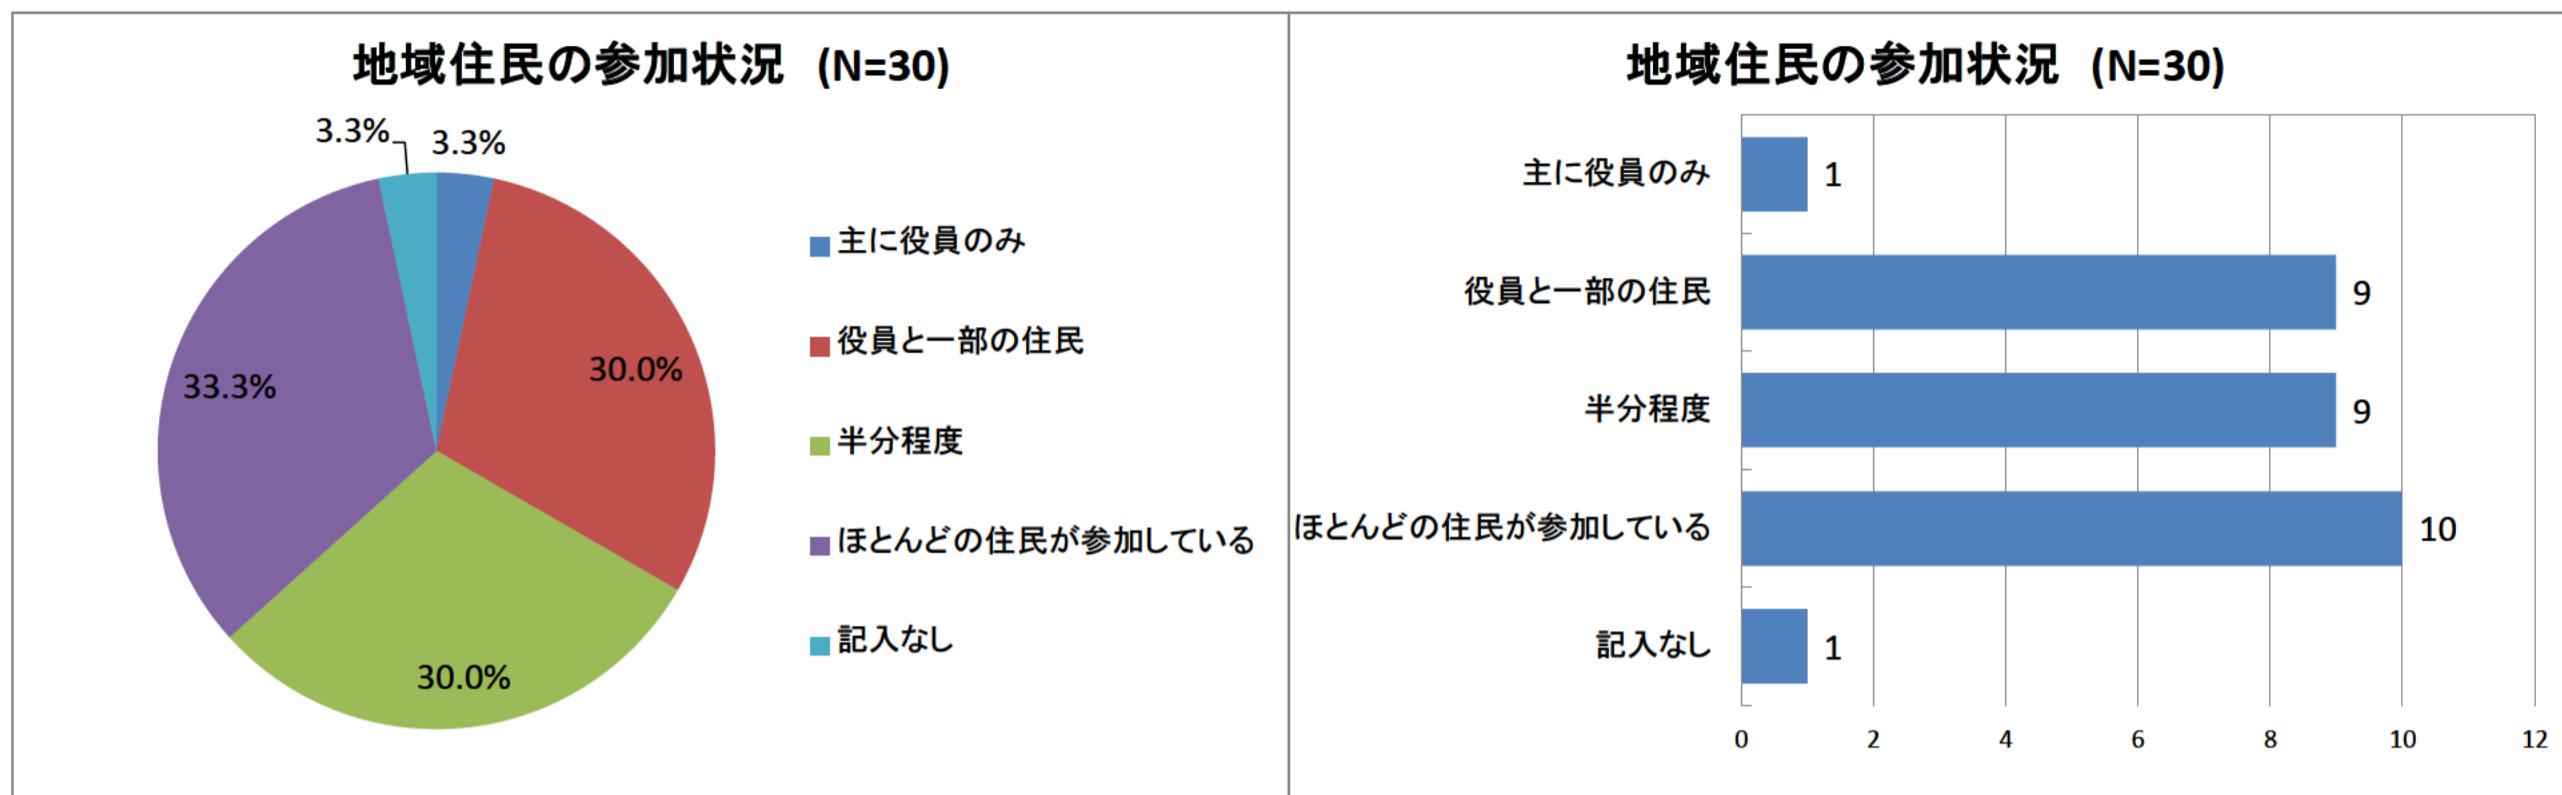 地域住民の参加状況 (N=30)
3.3%
3.3%
30.0%
33.3%
30.0%
主に役員のみ
役員と一部の住民
半分程度
ほとんどの住民が参加している
記入なし
地域住民の参加状況 (N=30)
主に役員のみ 1
役員と一部の住民 9
半分程度 9
ほとんどの住民が参加している 10
記入なし 1
0 2 4 6 8 10 12